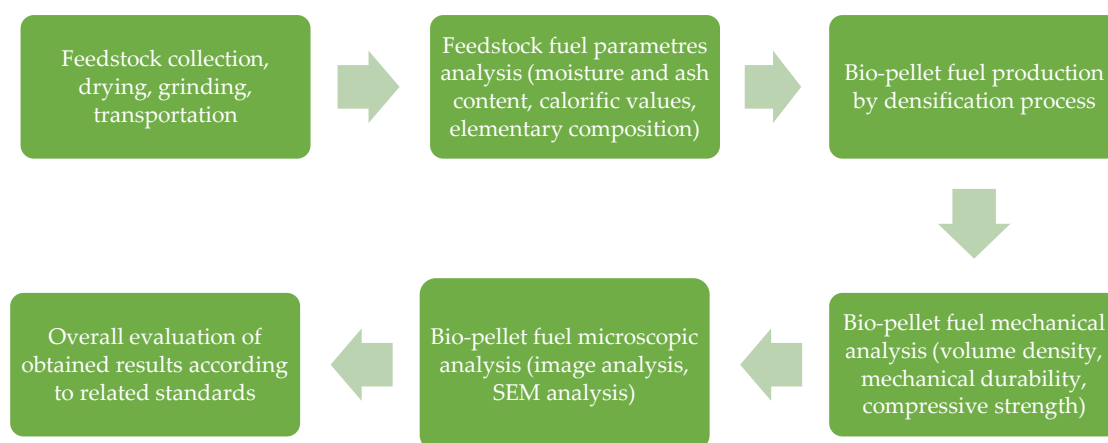 Feedstock collection,
drying, grinding,
transportation
Feedstock fuel parametres
analysis (moisture and ash
content, calorific values,
elementary composition)
Bio-pellet fuel production
by densification process
Bio-pellet fuel mechanical
analysis (volume density,
mechanical durability,
compressive strength)
Bio-pellet fuel microscopic
analysis (image analysis,
SEM analysis)
Overall evaluation of
obtained results according
to related standards